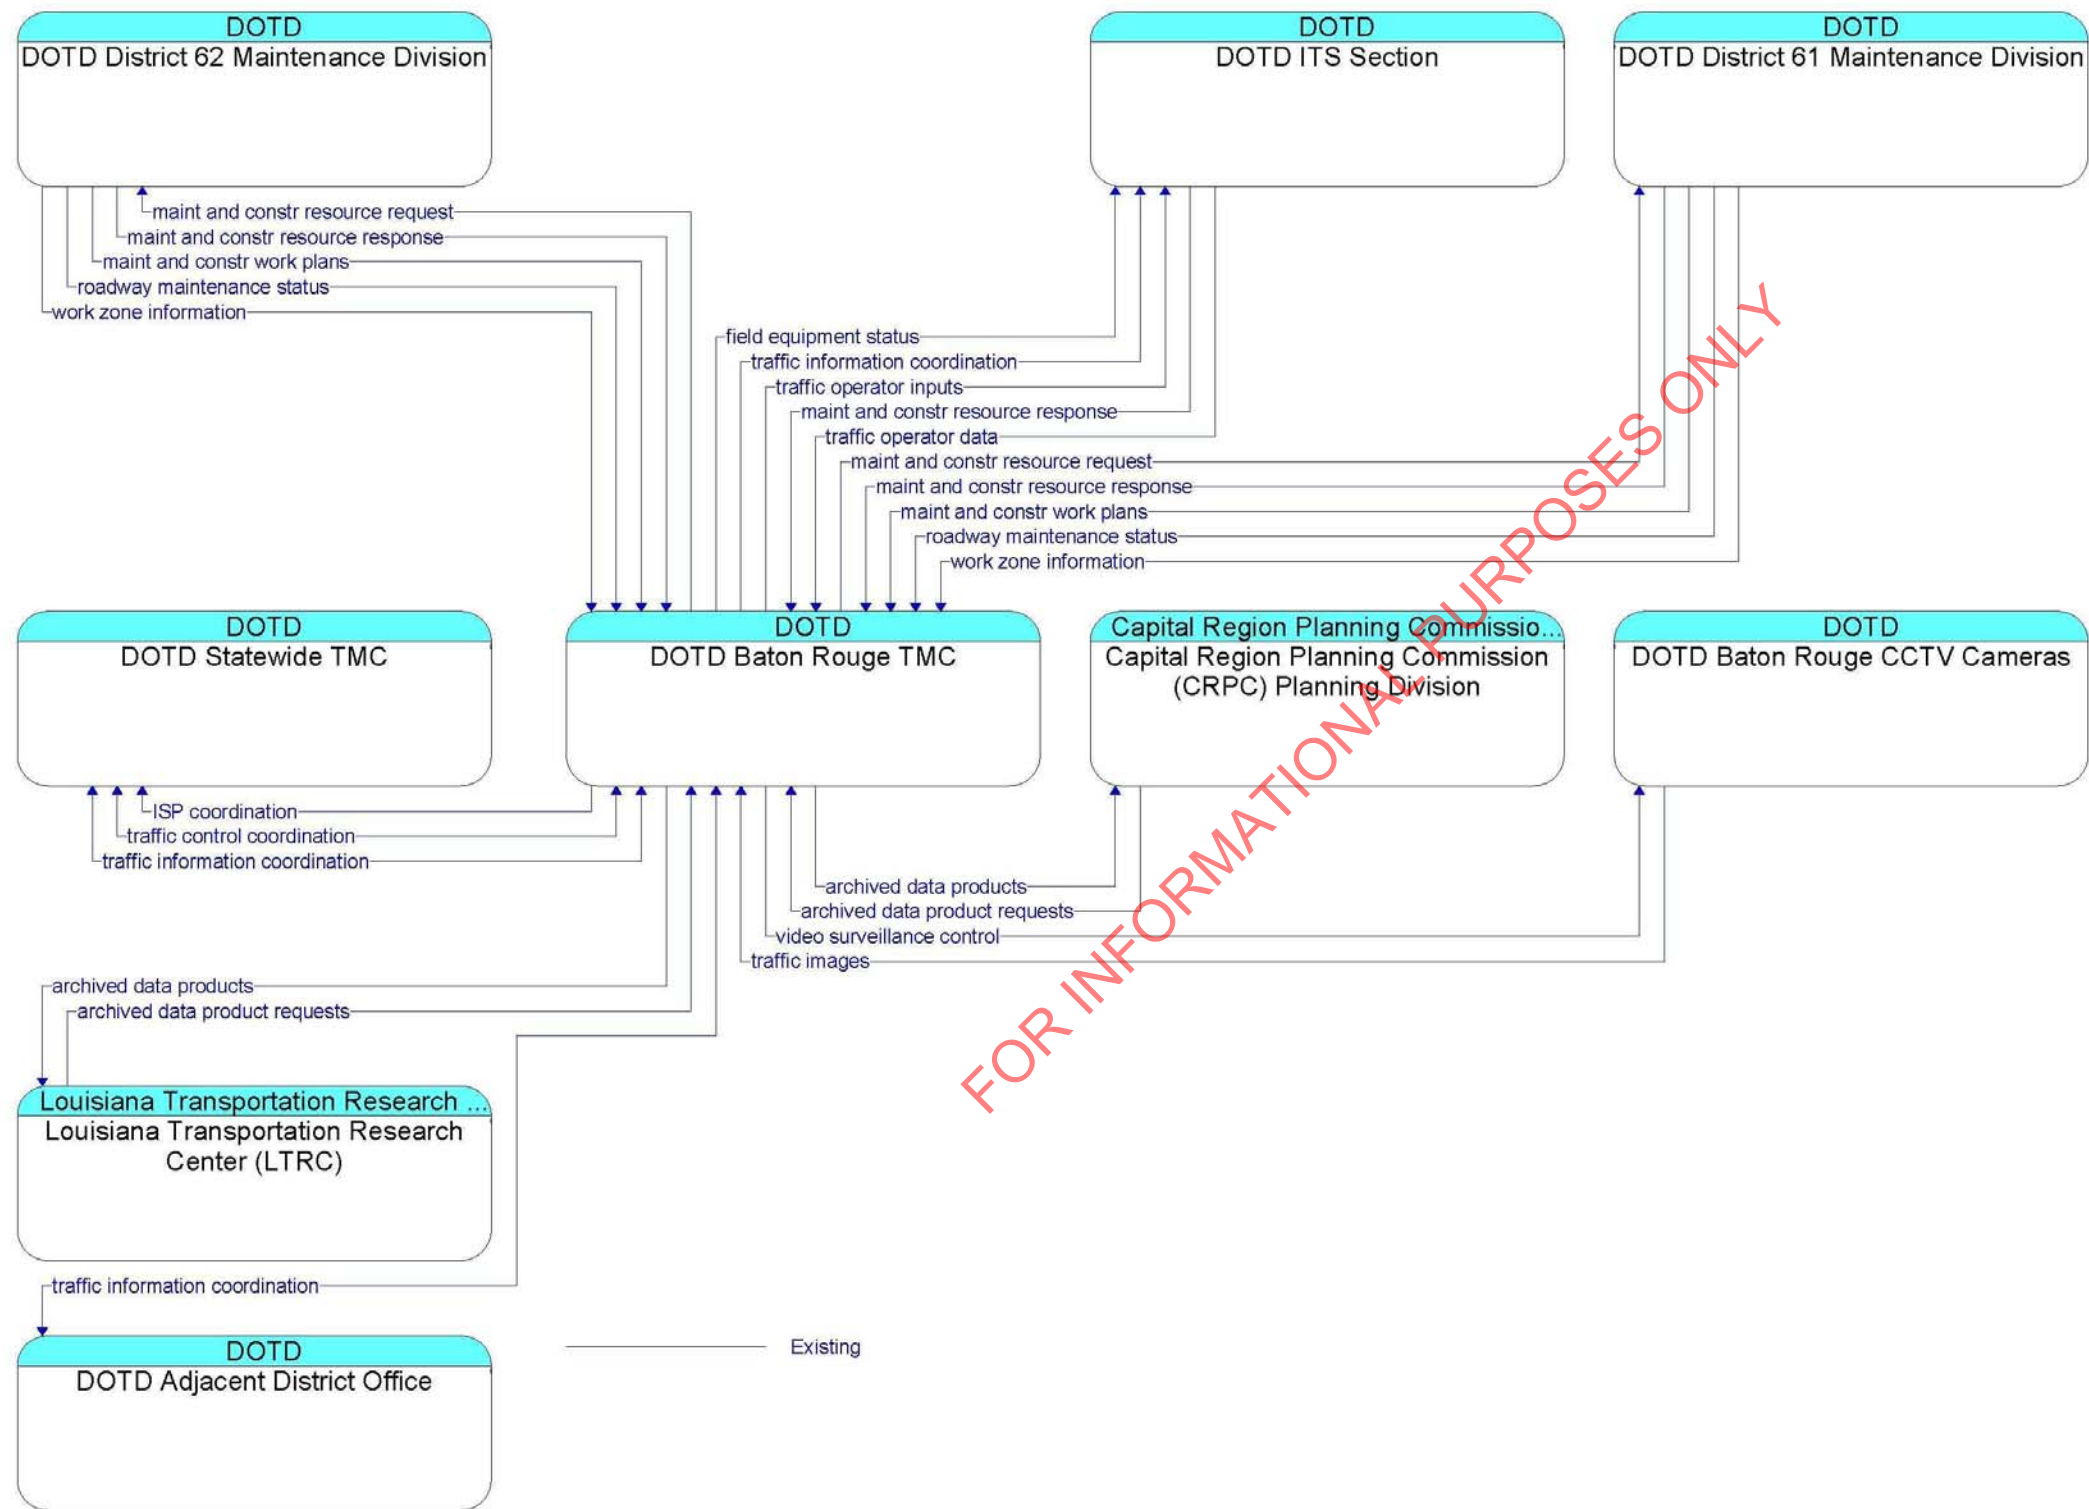 DOTD
DOTD District 62 Maintenance Division
DOTD
DOTD ITS Section
DOTD
DOTD District 61 Maintenance Division
maint and constr resource request
maint and constr resource response
maint and constr work plans
roadway maintenance status
work zone information
field equipment status
traffic information coordination
traffic operator inputs
maint and constr resource response
traffic operator data
maint and constr resource request
maint and constr resource response
maint and constr work plans
roadway maintenance status
work zone information
DOTD
DOTD Statewide TMC
DOTD
DOTD Baton Rouge TMC
Capital Region Planning Commissio...
Capital Region Planning Commission
(CRPC) Planning Division
DOTD
DOTD Baton Rouge CCTV Cameras
ISP coordination
traffic control coordination
traffic information coordination
archived data products
archived data product requests
video surveillance control
traffic images
archived data products
archived data product requests
Louisiana Transportation Research ...
Louisiana Transportation Research
Center (LTRC)
traffic information coordination
DOTD
DOTD Adjacent District Office
Existing
FOR INFORMATIONAL PURPOSES ONLY